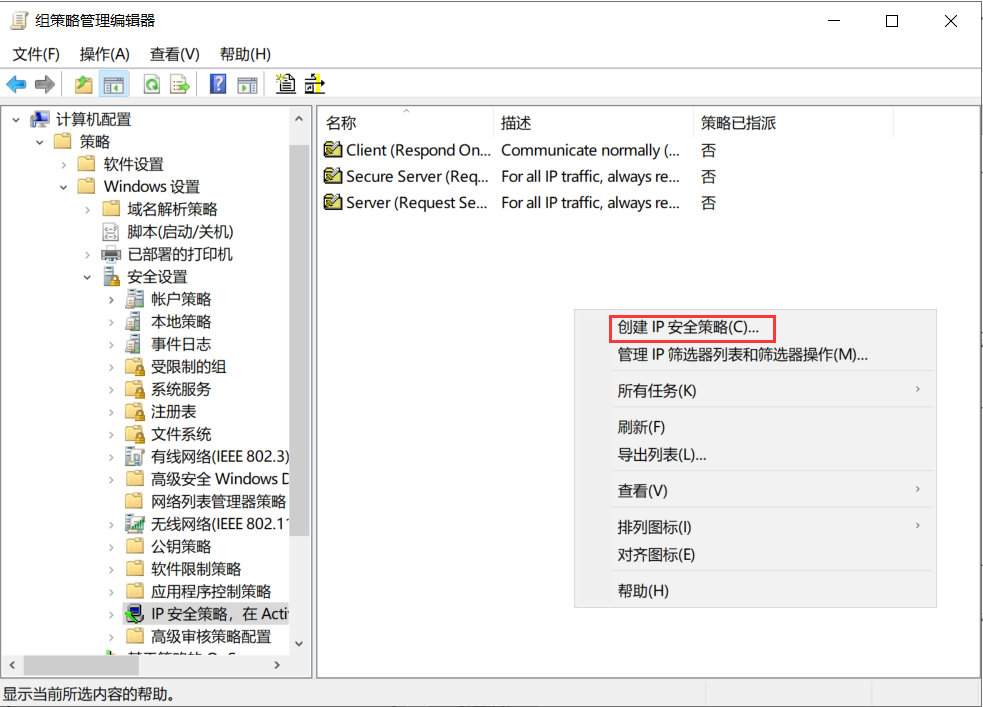 组策略管理编辑器
文件(F) 操作(A) 查看(V) 帮助(H)
计算机配置
策略
软件设置
Windows 设置
域名解析策略
脚本(启动/关机)
已部署的打印机
安全设置
帐户策略
本地策略
事件日志
受限制的组
系统服务
注册表
文件系统
有线网络(IEEE 802.3)
高级安全 Windows D
网络列表管理器策略
无线网络(IEEE 802.11
公钥策略
软件限制策略
应用程序控制策略
IP 安全策略，在 Acti
高级审核策略配置
名称 描述 策略已指派
Client (Respond On... Communicate normally (... 否
Secure Server (Req... For all IP traffic, always re... 否
Server (Request Se... For all IP traffic, always re... 否
创建 IP 安全策略(C)...
管理 IP 筛选器列表和筛选器操作(M)...
所有任务(K)
刷新(F)
导出列表(L)...
查看(V)
排列图标(I)
对齐图标(E)
帮助(H)
显示当前所选内容的帮助。